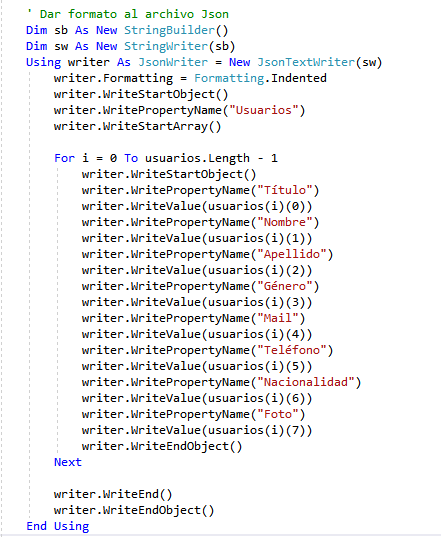 ' Dar formato al archivo Json
Dim sb As New StringBuilder()
Dim sw As New StringWriter(sb)
Using writer As JsonWriter = New JsonTextWriter(sw)
    writer.Formatting = Formatting.Indented
    writer.WriteStartObject()
    writer.WritePropertyName("Usuarios")
    writer.WriteStartArray()

    For i = 0 To usuarios.Length - 1
        writer.WriteStartObject()
        writer.WritePropertyName("Título")
        writer.WriteValue(usuarios(i)(0))
        writer.WritePropertyName("Nombre")
        writer.WriteValue(usuarios(i)(1))
        writer.WritePropertyName("Apellido")
        writer.WriteValue(usuarios(i)(2))
        writer.WritePropertyName("Género")
        writer.WriteValue(usuarios(i)(3))
        writer.WritePropertyName("Mail")
        writer.WriteValue(usuarios(i)(4))
        writer.WritePropertyName("Teléfono")
        writer.WriteValue(usuarios(i)(5))
        writer.WritePropertyName("Nacionalidad")
        writer.WriteValue(usuarios(i)(6))
        writer.WritePropertyName("Foto")
        writer.WriteValue(usuarios(i)(7))
        writer.WriteEndObject()
    Next

    writer.WriteEnd()
    writer.WriteEndObject()
End Using